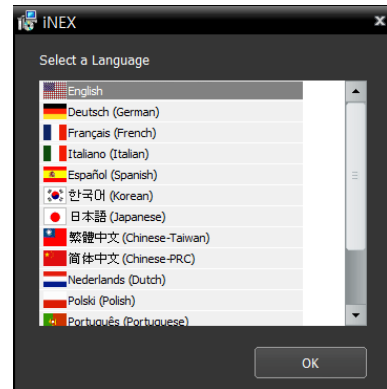 iNEX
Select a Language
English
Deutsch (German)
Français (French)
Italiano (Italian)
Español (Spanish)
한국어 (Korean)
日本語 (Japanese)
繁體中文 (Chinese-Taiwan)
简体中文 (Chinese-PRC)
Nederlands (Dutch)
Polski (Polish)
Português (Portuguese)
OK